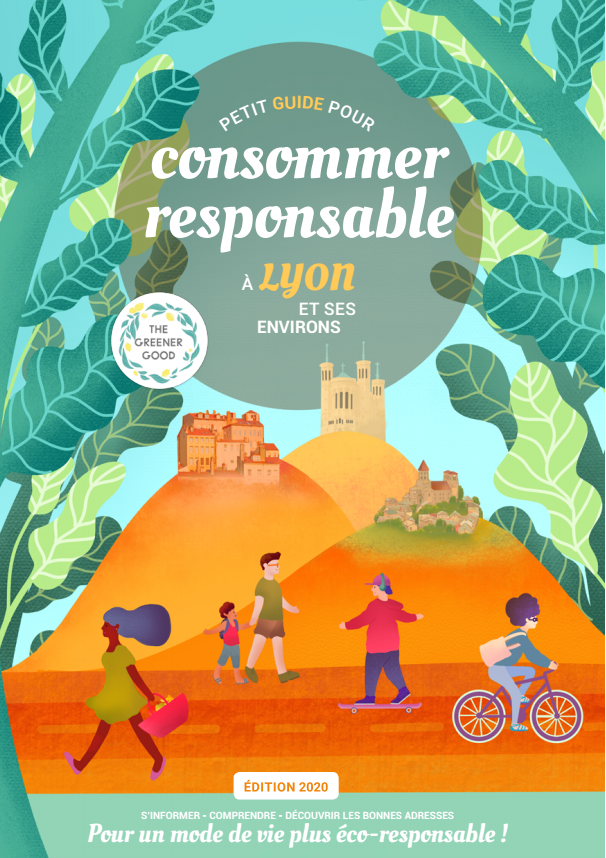 PETIT GUIDE POUR
consommer
responsable
À Lyon
ET SES
ENVIRONS
THE
GREENER
GOOD
ÉDITION 2020
S'INFORMER - COMPRENDRE - DÉCOUVRIR LES BONNES ADRESSES
Pour un mode de vie plus éco-responsable !